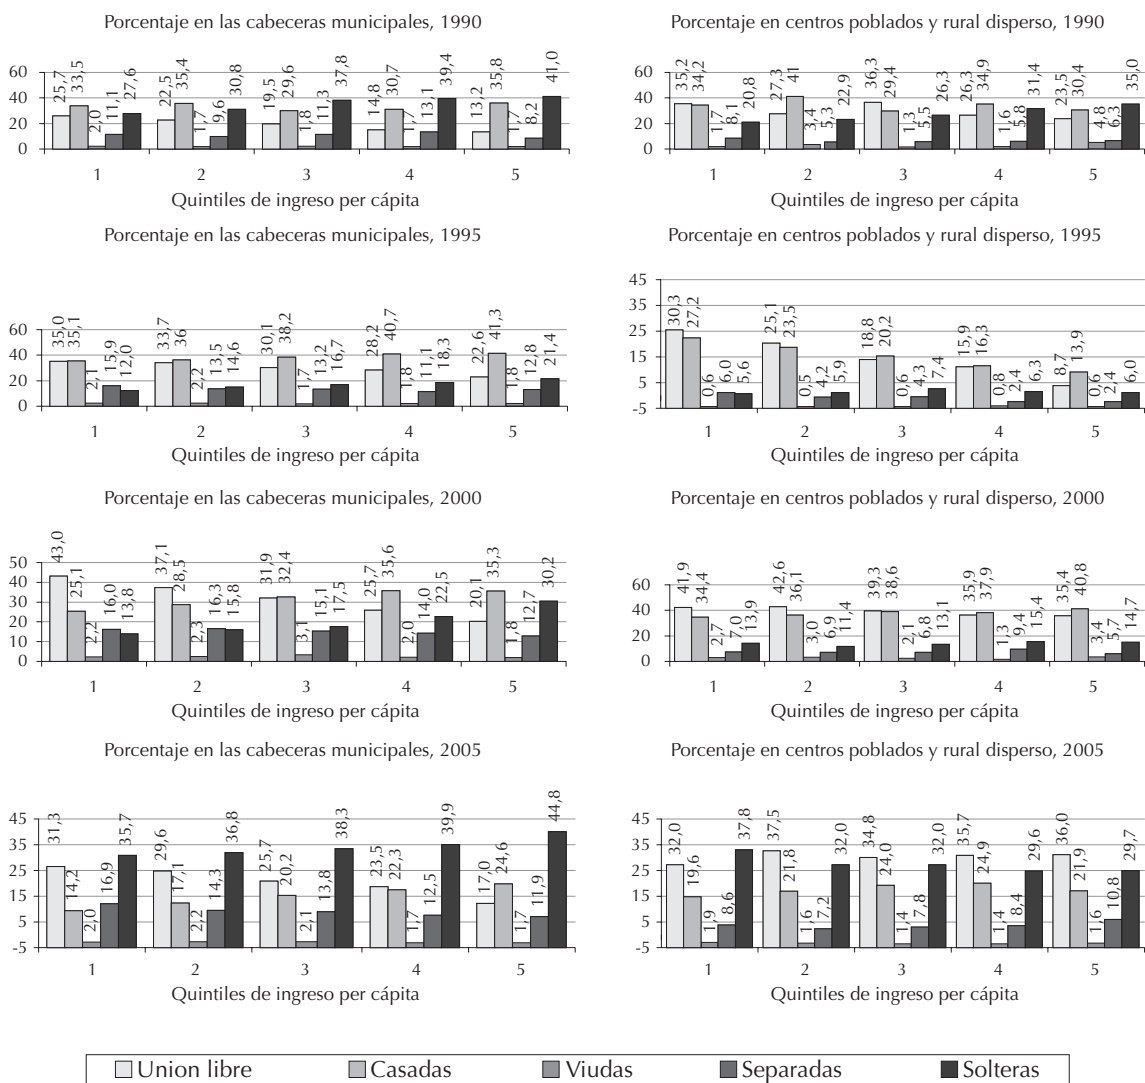 Porcentaje en las cabeceras municipales, 1990
25,7 33,5 2,0 11,1 27,6 22,5 35,4 1,7 9,6 30,8 19,5 29,6 1,8 11,3 37,8 14,8 30,7 1,7 13,1 39,4 13,2 35,8 1,7 8,2 41,0
60
40
20
0
1 2 3 4 5
Quintiles de ingreso per cápita
Porcentaje en centros poblados y rural disperso, 1990
35,2 34,2 1,7 8,1 20,8 27,3 41 3,4 5,3 22,9 36,3 29,4 1,3 5,5 26,3 26,3 34,9 1,6 5,8 31,4 23,5 30,4 4,8 6,3 35,0
60
40
20
0
1 2 3 4 5
Quintiles de ingreso per cápita
Porcentaje en las cabeceras municipales, 1995
35,0 35,1 2,1 15,9 12,0 33,7 36 2,2 13,5 14,6 30,1 38,2 1,7 13,2 16,7 28,2 40,7 1,8 11,1 18,3 22,6 41,3 1,8 12,8 21,4
60
40
20
0
1 2 3 4 5
Quintiles de ingreso per cápita
Porcentaje en centros poblados y rural disperso, 1995
30,3 27,2 0,6 6,0 5,6 25,1 23,5 0,5 4,2 5,9 18,8 20,2 0,6 4,3 7,4 15,9 16,3 0,8 2,4 6,3 8,7 13,9 0,6 2,4 6,0
45
35
25
15
5
-5
1 2 3 4 5
Quintiles de ingreso per cápita
Porcentaje en las cabeceras municipales, 2000
43,0 25,1 2,2 16,0 13,8 37,1 28,5 2,3 16,3 15,8 31,9 32,4 3,1 15,1 17,5 25,7 35,6 2,0 14,0 22,5 20,1 35,3 1,8 12,7 30,2
50
40
30
20
10
0
1 2 3 4 5
Quintiles de ingreso per cápita
Porcentaje en centros poblados y rural disperso, 2000
41,9 34,4 2,7 7,0 13,9 42,6 36,1 3,0 6,9 11,4 39,3 38,6 2,1 6,8 13,1 35,9 37,9 1,3 9,4 15,4 35,4 40,8 3,4 5,7 14,7
60
40
20
0
1 2 3 4 5
Quintiles de ingreso per cápita
Porcentaje en las cabeceras municipales, 2005
31,3 14,2 2,0 16,9 35,7 29,6 17,1 2,2 14,3 36,8 25,7 20,2 2,1 13,8 38,3 23,5 22,3 1,7 12,5 39,9 17,0 24,6 1,7 11,9 44,8
45
35
25
15
5
-5
1 2 3 4 5
Quintiles de ingreso per cápita
Porcentaje en centros poblados y rural disperso, 2005
32,0 19,6 1,9 8,6 37,8 37,5 21,8 1,6 7,2 32,0 34,8 24,0 1,4 7,8 32,0 35,7 24,9 1,4 8,4 29,6 36,0 21,9 1,6 10,8 29,7
45
35
25
15
5
-5
1 2 3 4 5
Quintiles de ingreso per cápita
Union libre Casadas Viudas Separadas Solteras